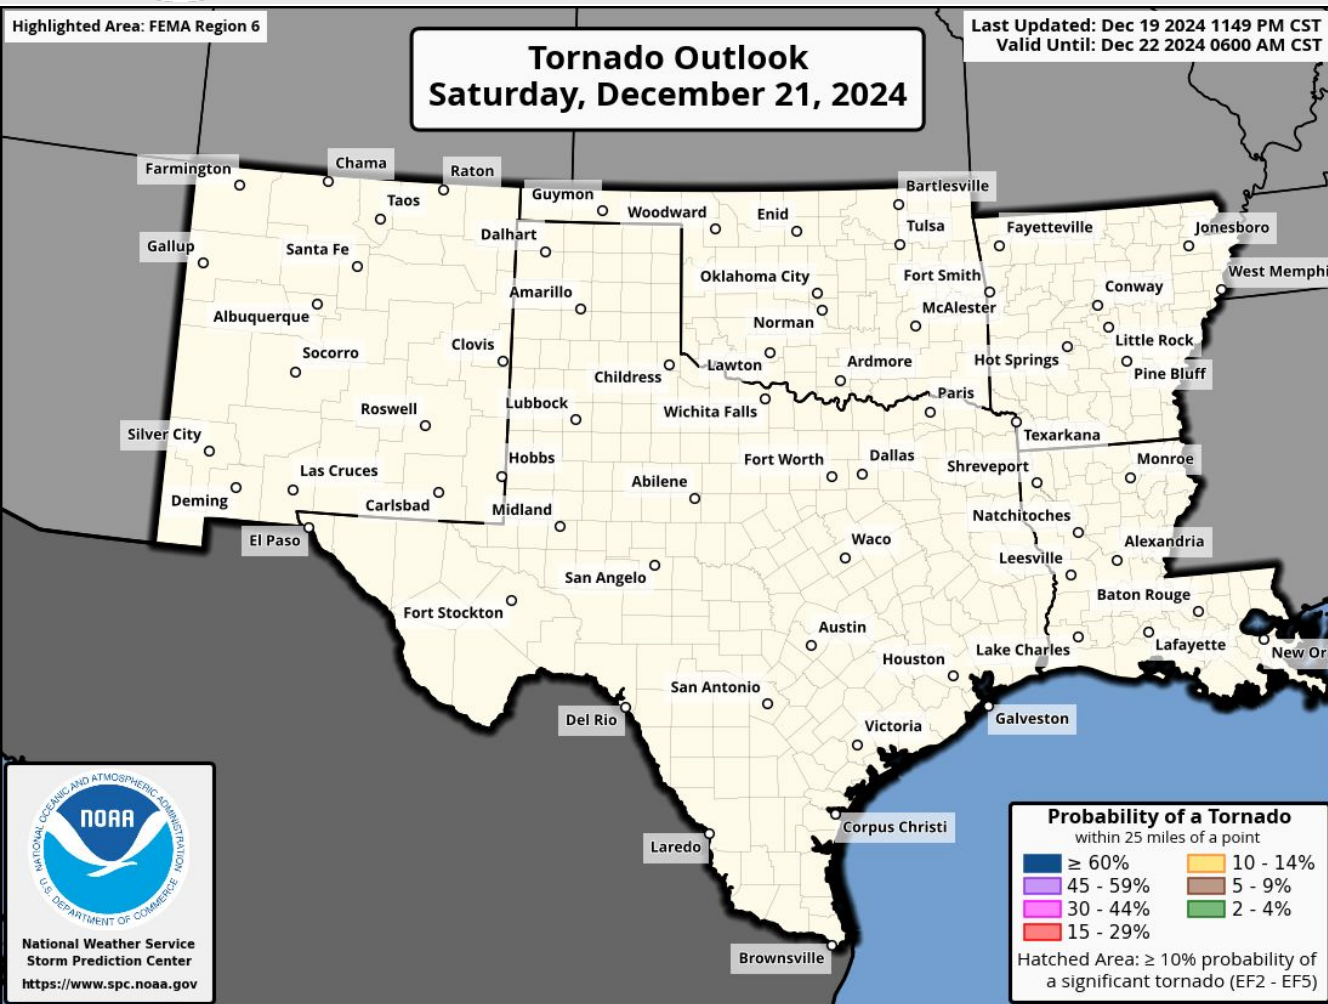 Highlighted Area: FEMA Region 6
Last Updated: Dec 19 2024 1149 PM CST
Valid Until: Dec 22 2024 0600 AM CST
Tornado Outlook
Saturday, December 21, 2024
Farmington
Chama
Raton
Taos
Guymon
Woodward
Enid
Bartlesville
Tulsa
Fayetteville
Jonesboro
Gallup
Santa Fe
Dalhart
Oklahoma City
Fort Smith
West Memphi
Albuquerque
Amarillo
Norman
McAlester
Conway
Little Rock
Socorro
Clovis
Childress
Lawton
Ardmore
Hot Springs
Pine Bluff
Roswell
Lubbock
Wichita Falls
Paris
Texarkana
Silver City
Las Cruces
Hobbs
Abilene
Fort Worth
Dallas
Shreveport
Monroe
Deming
Carlsbad
Midland
Natchitoches
El Paso
San Angelo
Waco
Leesville
Alexandria
Fort Stockton
Austin
Baton Rouge
Houston
Lake Charles
Lafayette
New Or
San Antonio
Del Rio
Victoria
Galveston
Laredo
Corpus Christi
Brownsville
NATIONAL OCEANIC AND ATMOSPHERIC ADMINISTRATION
NOAA
U.S. DEPARTMENT OF COMMERCE
National Weather Service
Storm Prediction Center
https://www.spc.noaa.gov
Probability of a Tornado
within 25 miles of a point
≥ 60% 10 - 14%
45 - 59% 5 - 9%
30 - 44% 2 - 4%
15 - 29%
Hatched Area: ≥ 10% probability of
a significant tornado (EF2 - EF5)